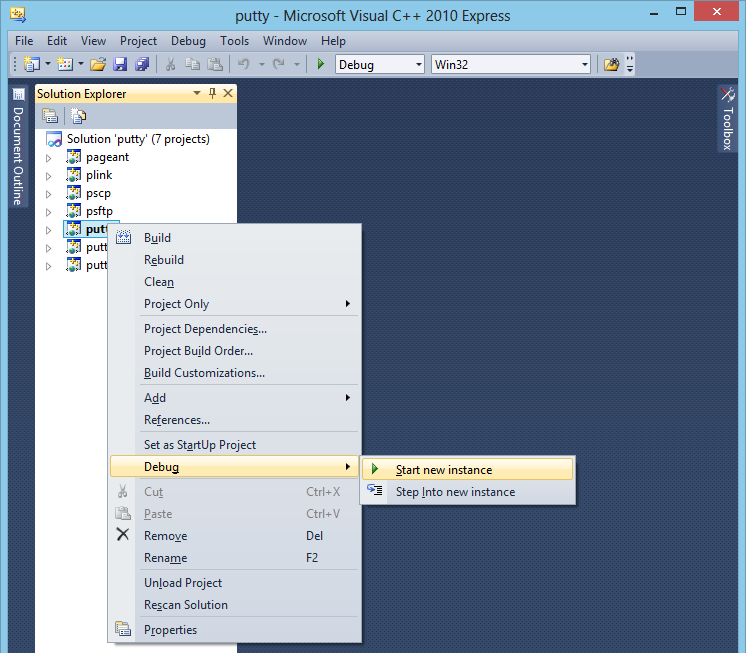 putty - Microsoft Visual C++ 2010 Express
File Edit View Project Debug Tools Window Help
Debug Win32
Document Outline
Solution Explorer
Toolbox
Solution 'putty' (7 projects)
pageant
plink
pscp
psftp
putt
putt
putt
Build
Rebuild
Clean
Project Only
Project Dependencies...
Project Build Order...
Build Customizations...
Add
References...
Set as StartUp Project
Debug
Start new instance
Step Into new instance
Cut Ctrl+X
Paste Ctrl+V
Remove Del
Rename F2
Unload Project
Rescan Solution
Properties